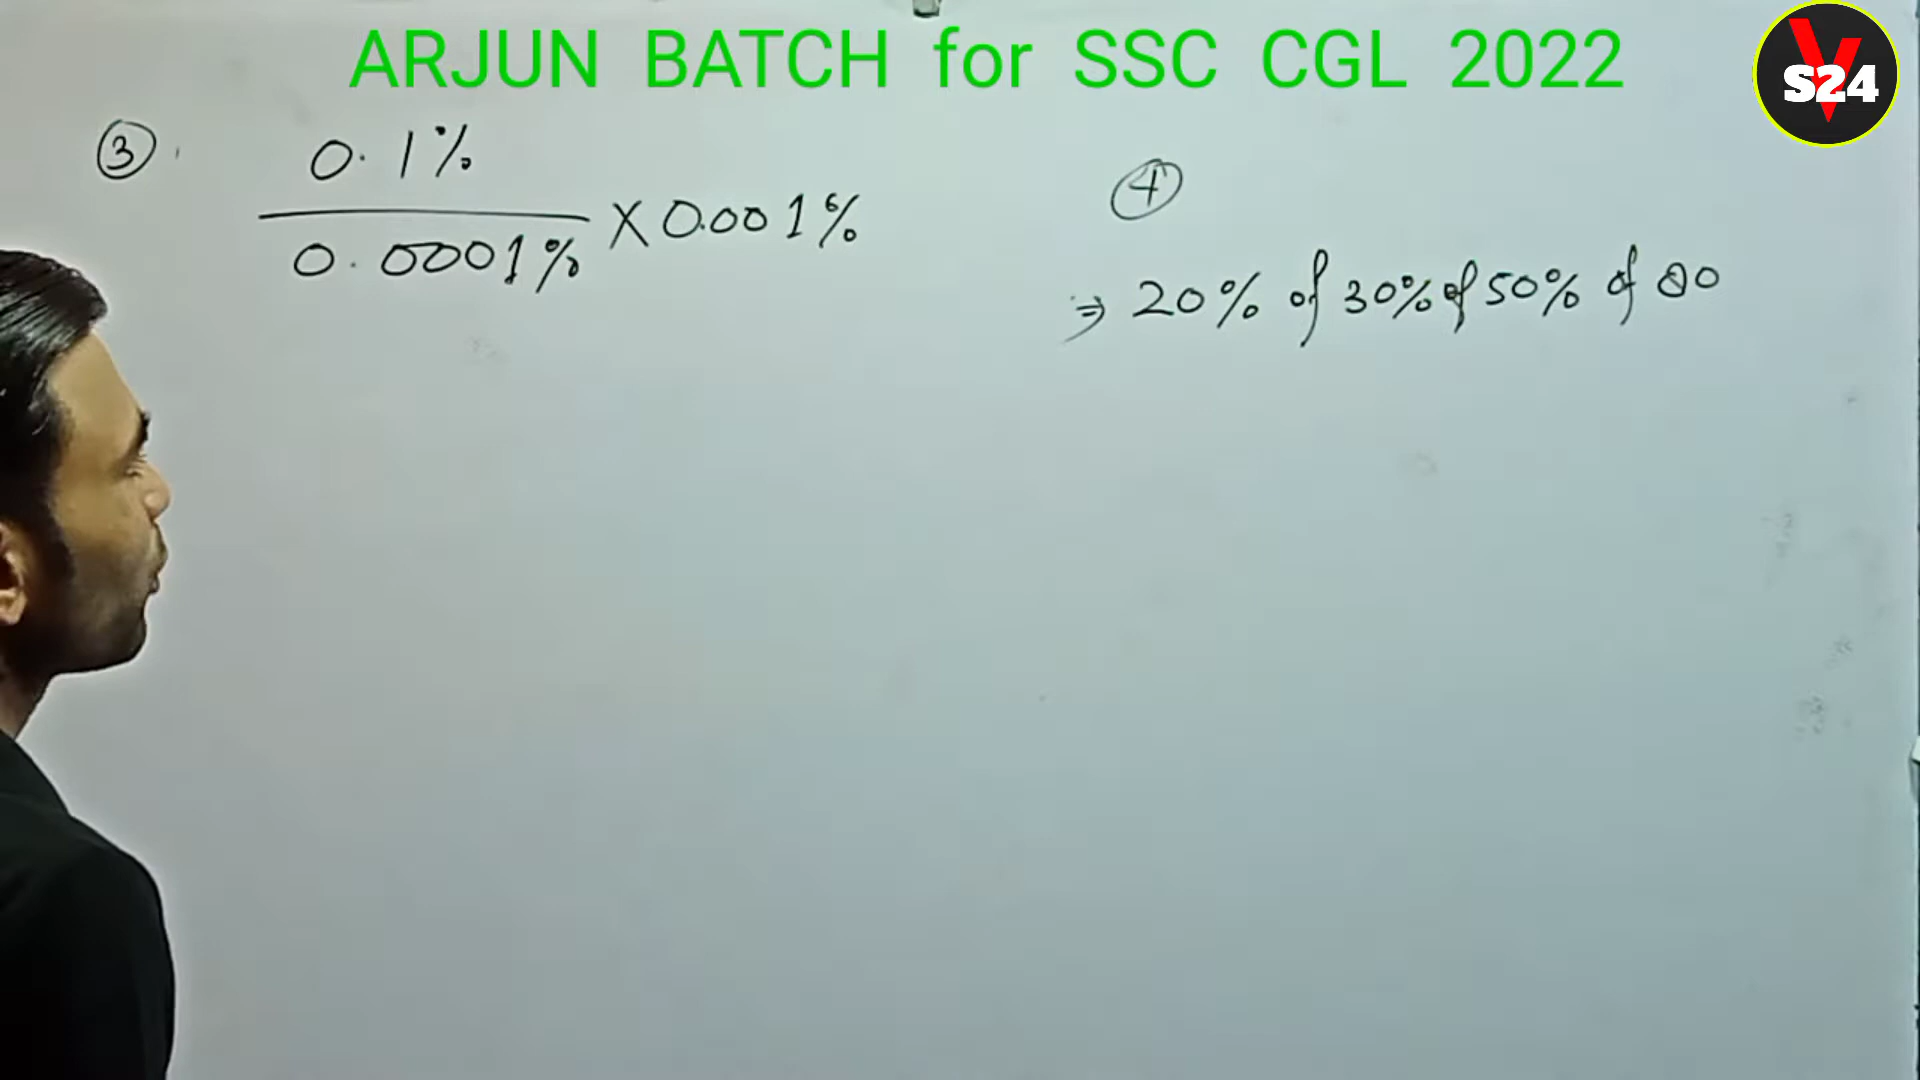 ARJUN BATCH for SSC CGL 2022
V
S24
③.
0.1%
0.0001%
X 0.001%
④
⇒ 20% of 30% of 50% of 80